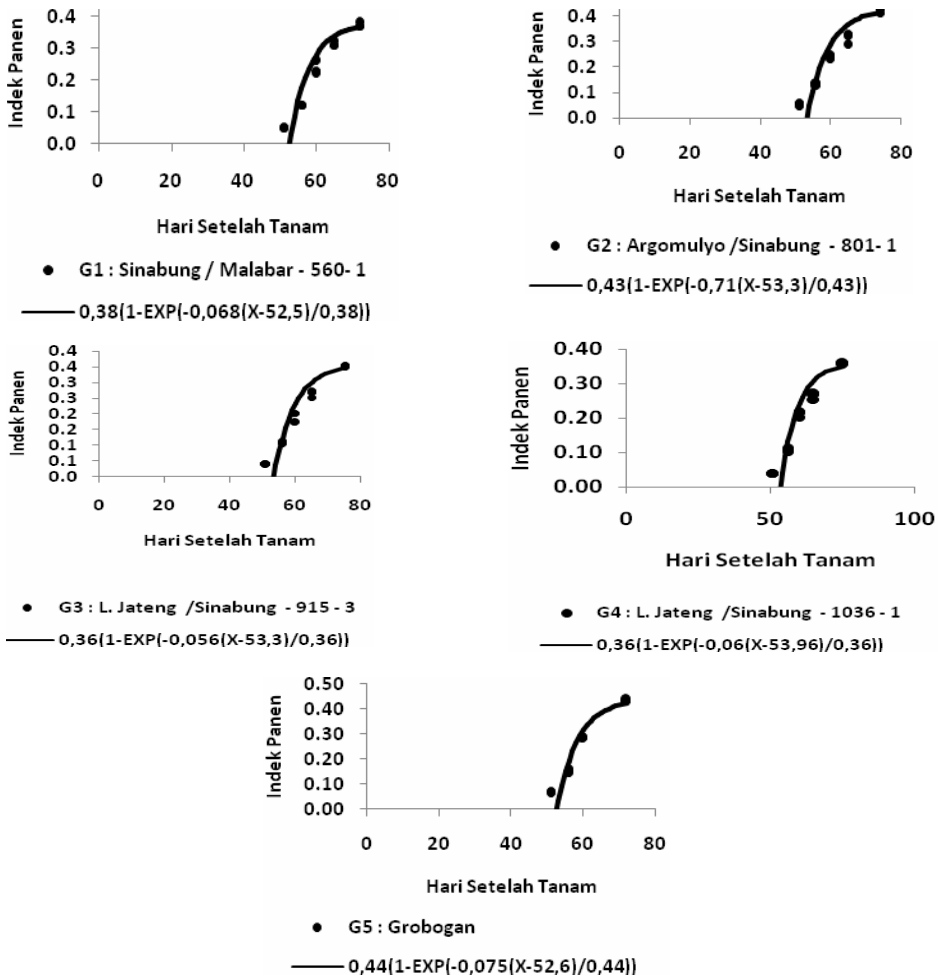 0.4
0.3
0.2
0.1
0.0
Indek Panen
0 20 40 60 80
Hari Setelah Tanam
G1 : Sinabung / Malabar - 560- 1
0,38(1-EXP(-0,068(X-52,5)/0,38))
0.4
0.3
0.2
0.1
0.0
Indek Panen
0 20 40 60 80
Hari Setelah Tanam
G2 : Argomulyo /Sinabung - 801- 1
0,43(1-EXP(-0,71(X-53,3)/0,43))
0.4
0.3
0.3
0.2
0.2
0.1
0.1
0.0
Indek Panen
0 20 40 60 80
Hari Setelah Tanam
G3 : L. Jateng /Sinabung - 915 - 3
0,36(1-EXP(-0,056(X-53,3)/0,36))
0.40
0.30
0.20
0.10
0.00
Indek Panen
0 50 100
Hari Setelah Tanam
G4 : L. Jateng /Sinabung - 1036 - 1
0,36(1-EXP(-0,06(X-53,96)/0,36))
0.50
0.40
0.30
0.20
0.10
0.00
Indek Panen
0 20 40 60 80
Hari Setelah Tanam
G5 : Grobogan
0,44(1-EXP(-0,075(X-52,6)/0,44))